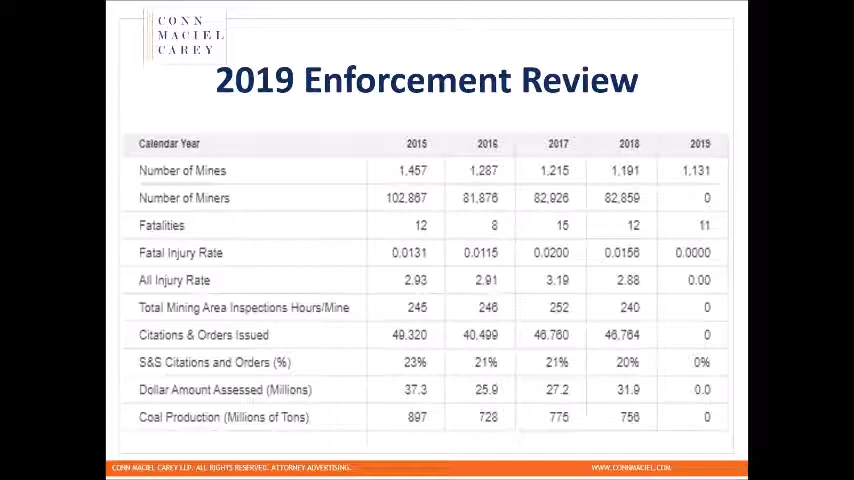 CONN
MACIEL
CAREY
2019 Enforcement Review
Calendar Year 2015 2016 2017 2018 2019
Number of Mines 1,457 1,287 1,215 1,191 1,131
Number of Miners 102,867 81,876 82,926 82,859 0
Fatalities 12 8 15 12 11
Fatal Injury Rate 0.0131 0.0115 0.0200 0.0156 0.0000
All Injury Rate 2.93 2.91 3.19 2.88 0.00
Total Mining Area Inspections Hours/Mine 245 246 252 240 0
Citations & Orders Issued 49,320 40,499 46,760 46,764 0
S&S Citations and Orders (%) 23% 21% 21% 20% 0%
Dollar Amount Assessed (Millions) 37.3 25.9 27.2 31.9 0.0
Coal Production (Millions of Tons) 897 728 775 756 0
CONN MACIEL CAREY LLP. ALL RIGHTS RESERVED. ATTORNEY ADVERTISING. WWW.CONNMACIEL.COM